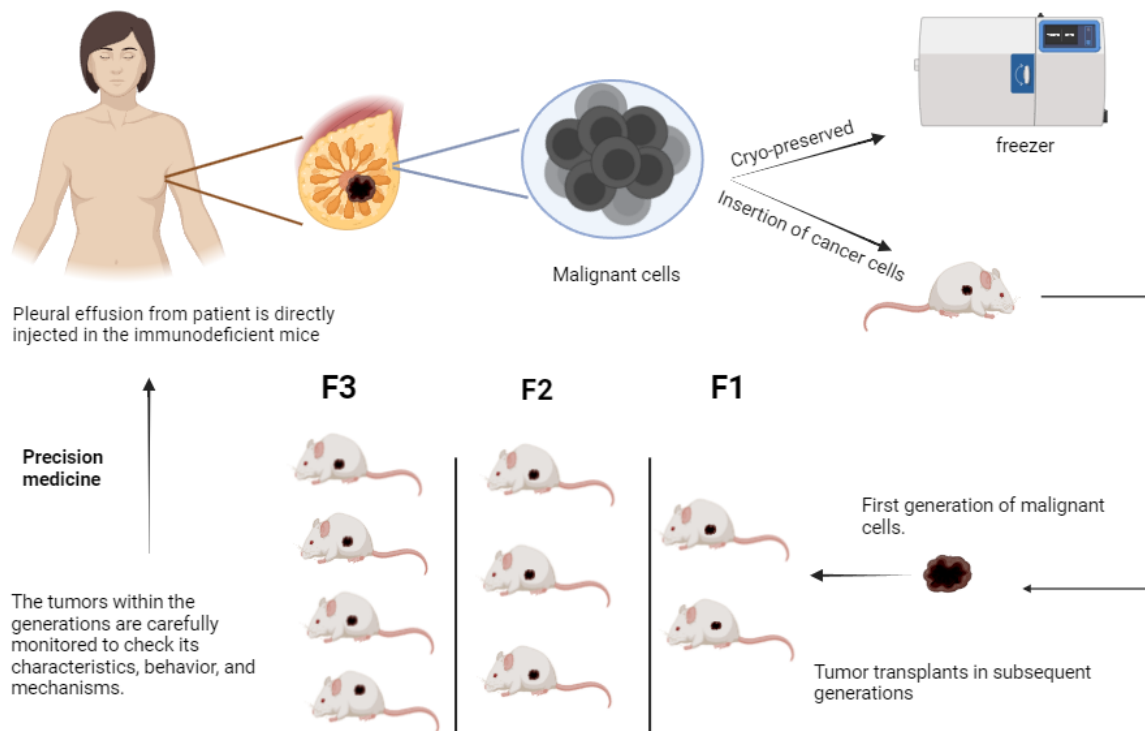 Cryo-preserved
freezer
Insertion of cancer cells
Malignant cells
Pleural effusion from patient is directly
injected in the immunodeficient mice
F3
F2
F1
Precision
medicine
First generation of malignant
cells.
The tumors within the
generations are carefully
monitored to check its
characteristics, behavior, and
mechanisms.
Tumor transplants in subsequent
generations